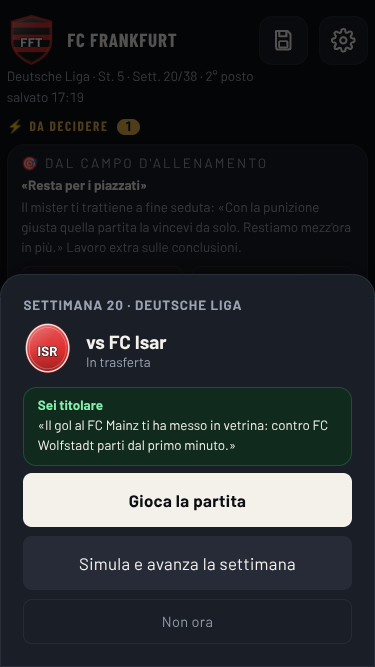 FFT
FC FRANKFURT
Deutsche Liga · St. 5 · Sett. 20/38 · 2º posto
salvato 17:19
⚡ DA DECIDERE 1
🎯 DAL CAMPO D'ALLENAMENTO
«Resta per i piazzati»
Il mister ti trattiene a fine seduta: «Con la punizione
giusta quella partita la vincevi da solo. Restiamo mezz'ora
in più.» Lavoro extra sulle conclusioni.
SETTIMANA 20 · DEUTSCHE LIGA
ISR
vs FC Isar
In trasferta
Sei titolare
«Il gol al FC Mainz ti ha messo in vetrina: contro FC
Wolfstadt parti dal primo minuto.»
Gioca la partita
Simula e avanza la settimana
Non ora